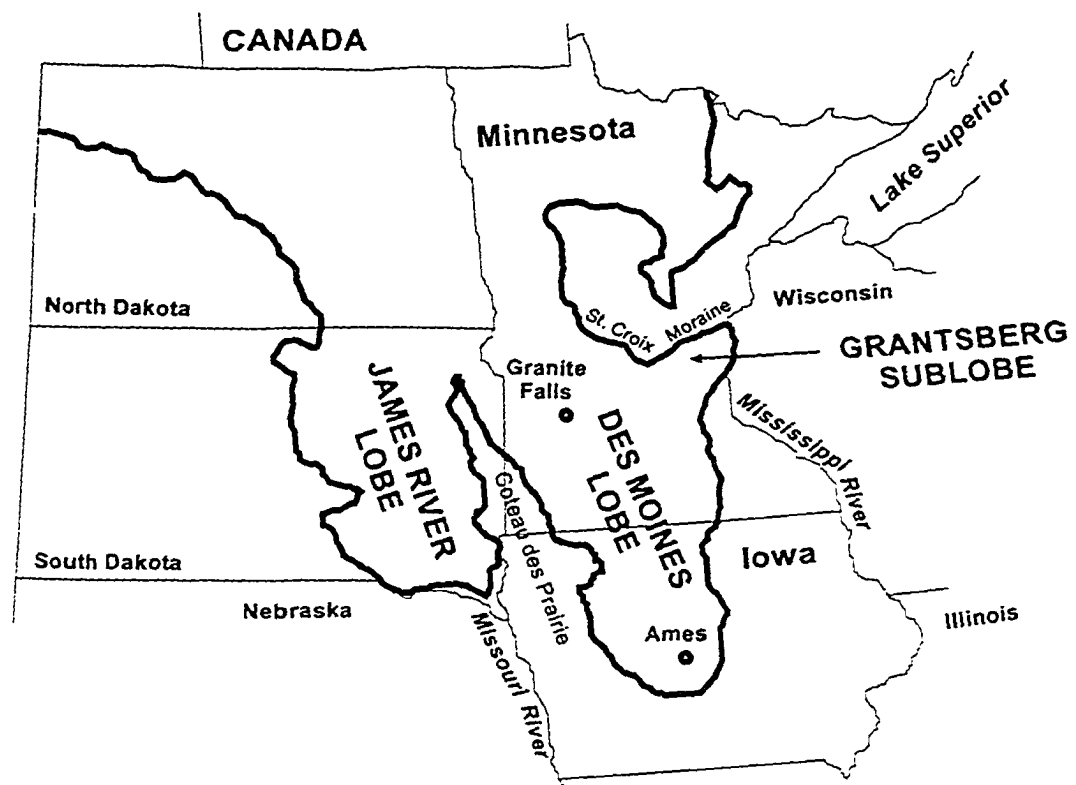 CANADA
Minnesota
Lake Superior
North Dakota
Wisconsin
St. Croix Moraine
GRANTSBERG
SUBLOBE
Granite
Falls
JAMES RIVER
LOBE
DES MOINES
LOBE
Mississippi River
Goteau des Prairie
South Dakota
Iowa
Nebraska
Ames
Illinois
Missouri River